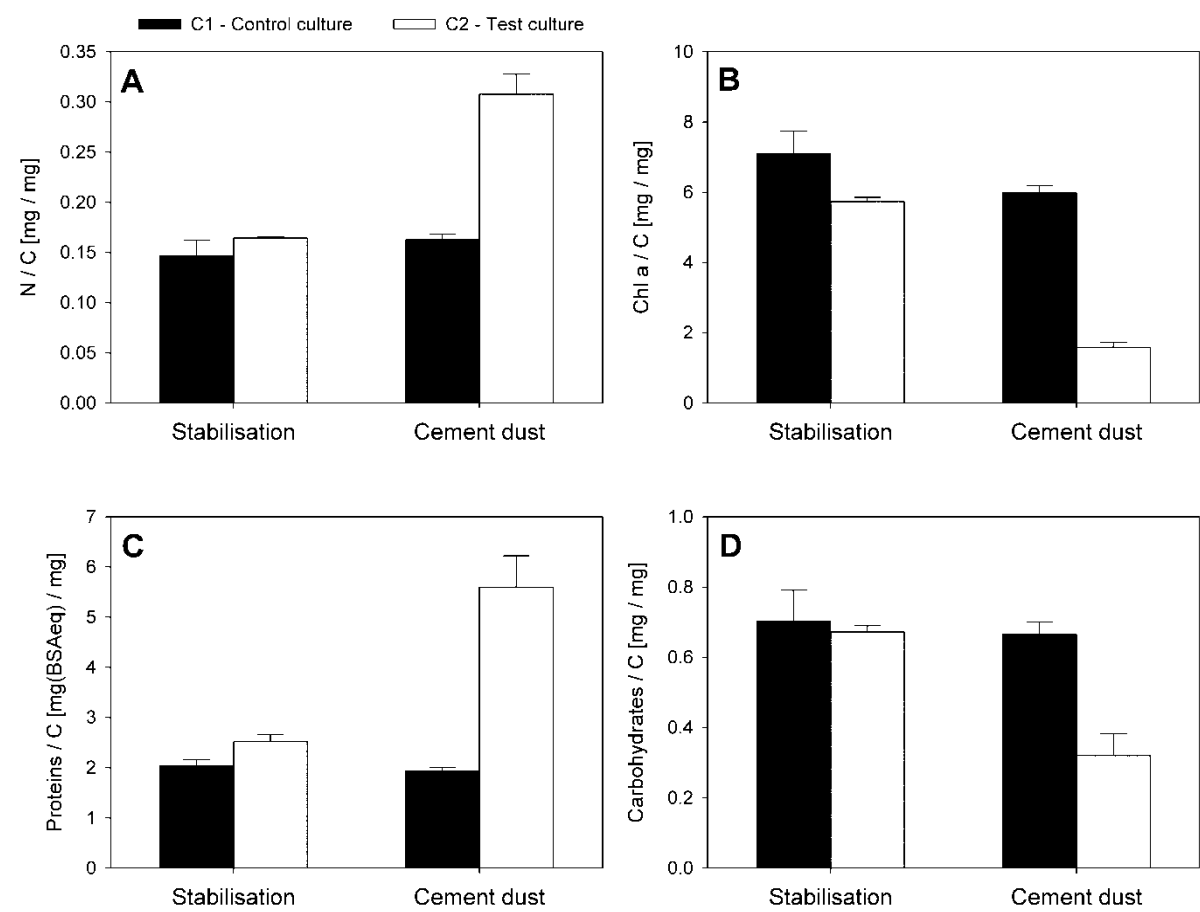 C1 - Control culture C2 - Test culture
A
N / C [mg / mg]
0.35
0.30
0.25
0.20
0.15
0.10
0.05
0.00
Stabilisation Cement dust
B
Chl a / C [mg / mg]
10
8
6
4
2
0
Stabilisation Cement dust
C
Proteins / C [mg(BSAeq) / mg]
7
6
5
4
3
2
1
0
Stabilisation Cement dust
D
Carbohydrates / C [mg / mg]
1.0
0.8
0.6
0.4
0.2
0.0
Stabilisation Cement dust